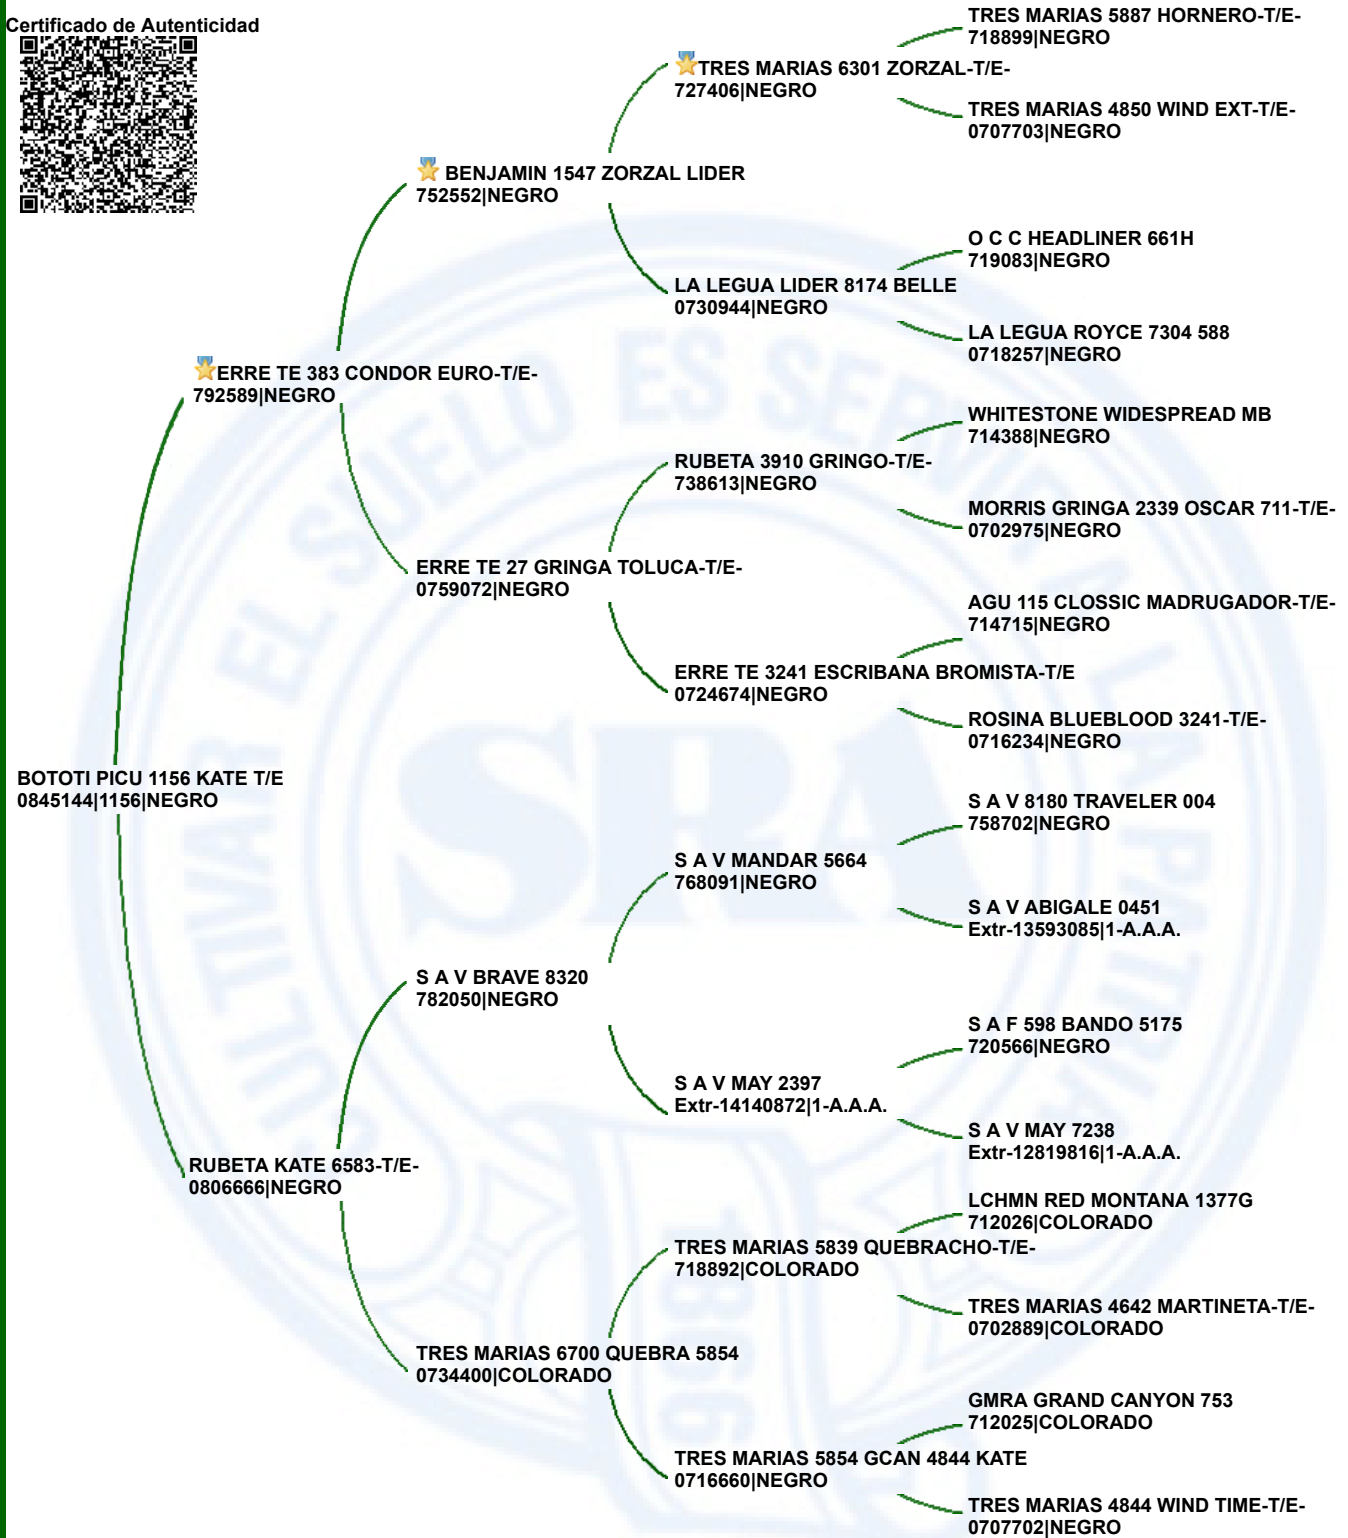 Certificado de Autenticidad
TRES MARIAS 5887 HORNERO-T/E-
718899|NEGRO
TRES MARIAS 6301 ZORZAL-T/E-
727406|NEGRO
TRES MARIAS 4850 WIND EXT-T/E-
0707703|NEGRO
BENJAMIN 1547 ZORZAL LIDER
752552|NEGRO
O C C HEADLINER 661H
719083|NEGRO
LA LEGUA LIDER 8174 BELLE
0730944|NEGRO
LA LEGUA ROYCE 7304 588
0718257|NEGRO
ERRE TE 383 CONDOR EURO-T/E-
792589|NEGRO
WHITESTONE WIDESPREAD MB
714388|NEGRO
RUBETA 3910 GRINGO-T/E-
738613|NEGRO
MORRIS GRINGA 2339 OSCAR 711-T/E-
0702975|NEGRO
ERRE TE 27 GRINGA TOLUCA-T/E-
0759072|NEGRO
AGU 115 CLOSSIC MADRUGADOR-T/E-
714715|NEGRO
ERRE TE 3241 ESCRIBANA BROMISTA-T/E
0724674|NEGRO
ROSINA BLUEBLOOD 3241-T/E-
0716234|NEGRO
BOTOTI PICU 1156 KATE T/E
0845144|1156|NEGRO
S A V 8180 TRAVELER 004
758702|NEGRO
S A V MANDAR 5664
768091|NEGRO
S A V ABIGALE 0451
Extr-13593085|1-A.A.A.
S A V BRAVE 8320
782050|NEGRO
S A F 598 BANDO 5175
720566|NEGRO
S A V MAY 2397
Extr-14140872|1-A.A.A.
S A V MAY 7238
Extr-12819816|1-A.A.A.
RUBETA KATE 6583-T/E-
0806666|NEGRO
LCHMN RED MONTANA 1377G
712026|COLORADO
TRES MARIAS 5839 QUEBRACHO-T/E-
718892|COLORADO
TRES MARIAS 4642 MARTINETA-T/E-
0702889|COLORADO
TRES MARIAS 6700 QUEBRA 5854
0734400|COLORADO
GMRA GRAND CANYON 753
712025|COLORADO
TRES MARIAS 5854 GCAN 4844 KATE
0716660|NEGRO
TRES MARIAS 4844 WIND TIME-T/E-
0707702|NEGRO
CULTIVAR EL SUELO ES SERVIR A LA PATRIA
SRA
1866